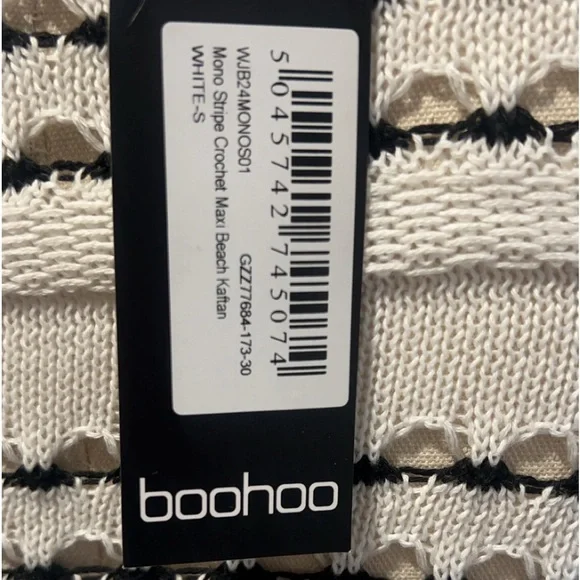 5 045742 745074
WJB24MONOS01 GZZ77684-173-30
Mono Stripe Crochet Maxi Beach Kaftan
WHITE-S
boohoo